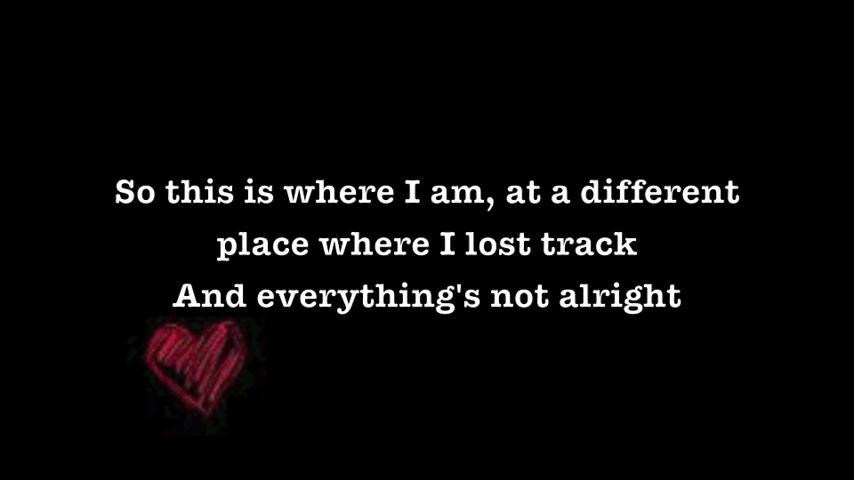 So this is where I am, at a different
place where I lost track
And everything's not alright